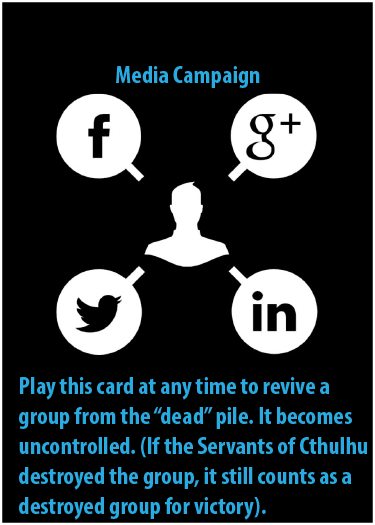 Media Campaign
f
g+
in
Play this card at any time to revive a
group from the “dead” pile. It becomes
uncontrolled. (If the Servants of Cthulhu
destroyed the group, it still counts as a
destroyed group for victory).